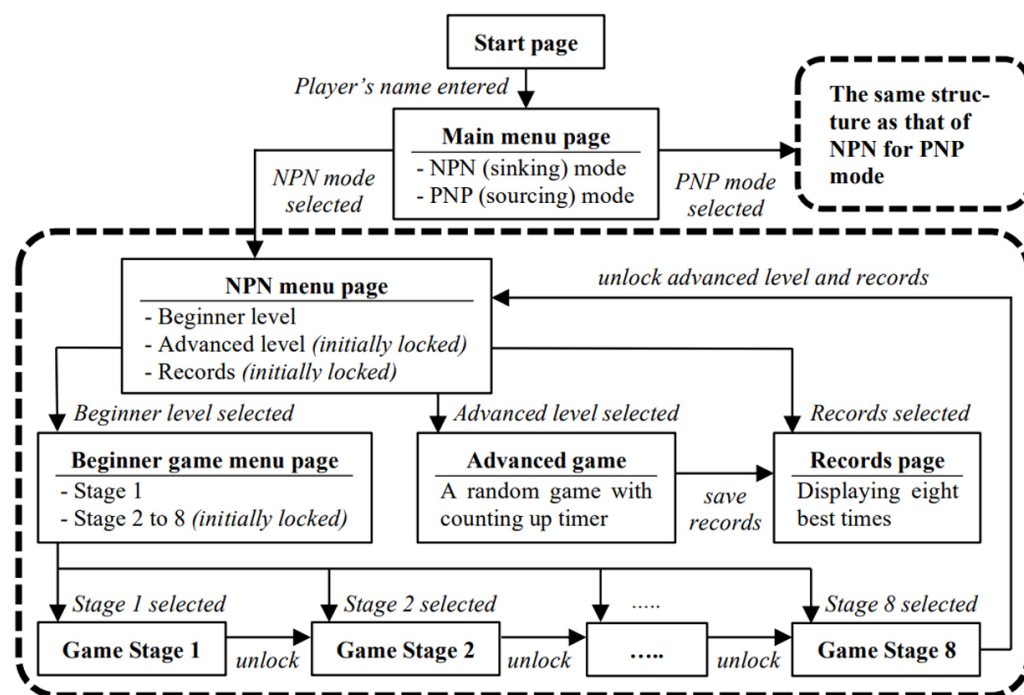 Start page
Player's name entered
Main menu page
- NPN (sinking) mode
- PNP (sourcing) mode
The same struc-
ture as that of
NPN for PNP
mode
NPN mode
selected
PNP mode
selected
NPN menu page
- Beginner level
- Advanced level (initially locked)
- Records (initially locked)
unlock advanced level and records
Beginner level selected
Advanced level selected
Records selected
Beginner game menu page
- Stage 1
- Stage 2 to 8 (initially locked)
Advanced game
A random game with
counting up timer
save
records
Records page
Displaying eight
best times
Stage 1 selected
Stage 2 selected
.....
Stage 8 selected
Game Stage 1
unlock
Game Stage 2
unlock
.....
unlock
Game Stage 8